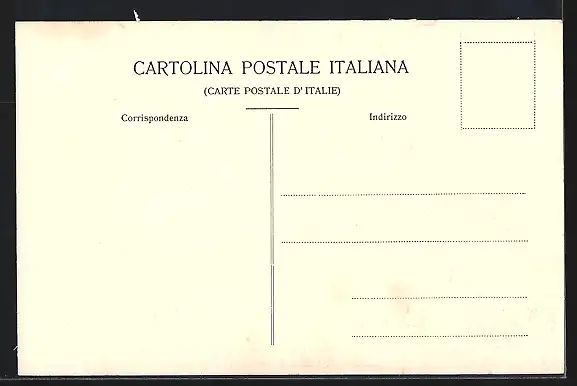 CARTOLINA POSTALE ITALIANA
(CARTE POSTALE D'ITALIE)
Corrispondenza
Indirizzo